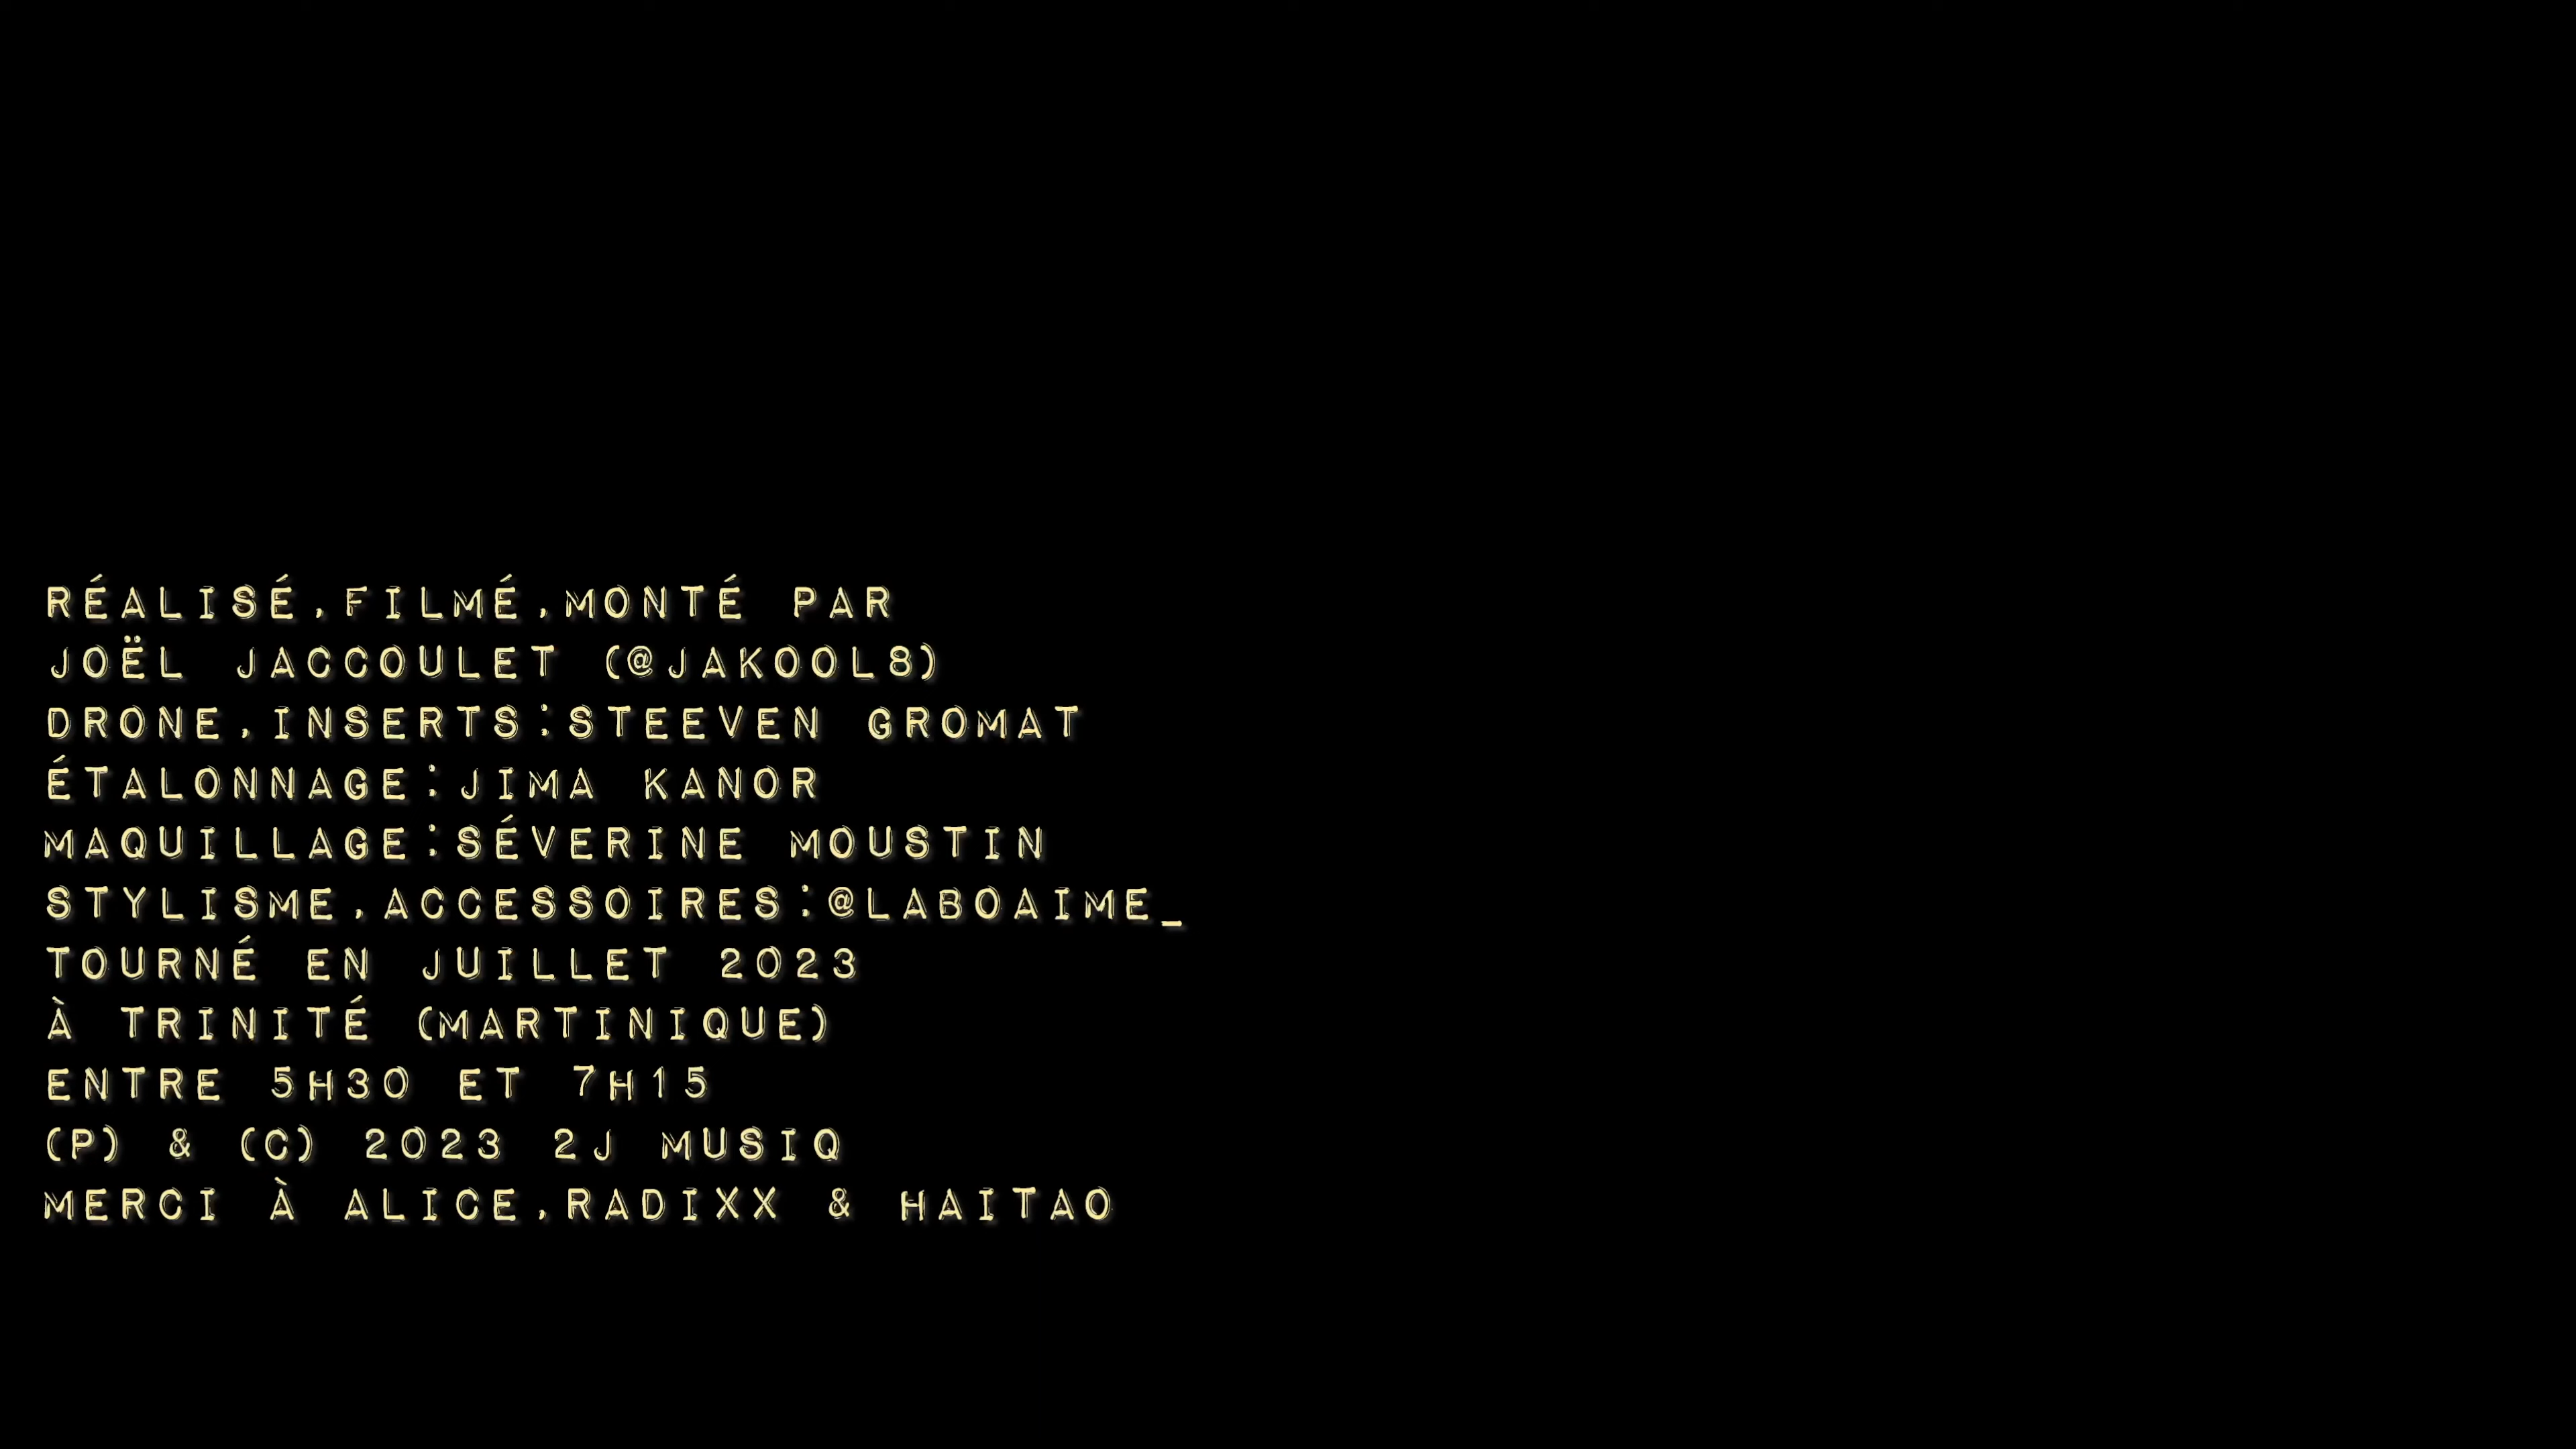 RÉALISÉ,FILMÉ,MONTÉ PAR
JOËL JACCOULET (@JAKOOL8)
DRONE,INSERTS:STEEVEN GROMAT
ÉTALONNAGE:JIMA KANOR
MAQUILLAGE:SÉVERINE MOUSTIN
STYLISME,ACCESSOIRES:@LABOAIME_
TOURNÉ EN JUILLET 2023
À TRINITÉ (MARTINIQUE)
ENTRE 5H30 ET 7H15
(P) & (C) 2023 2J MUSIQ
MERCI À ALICE,RADIXX & HAITAO